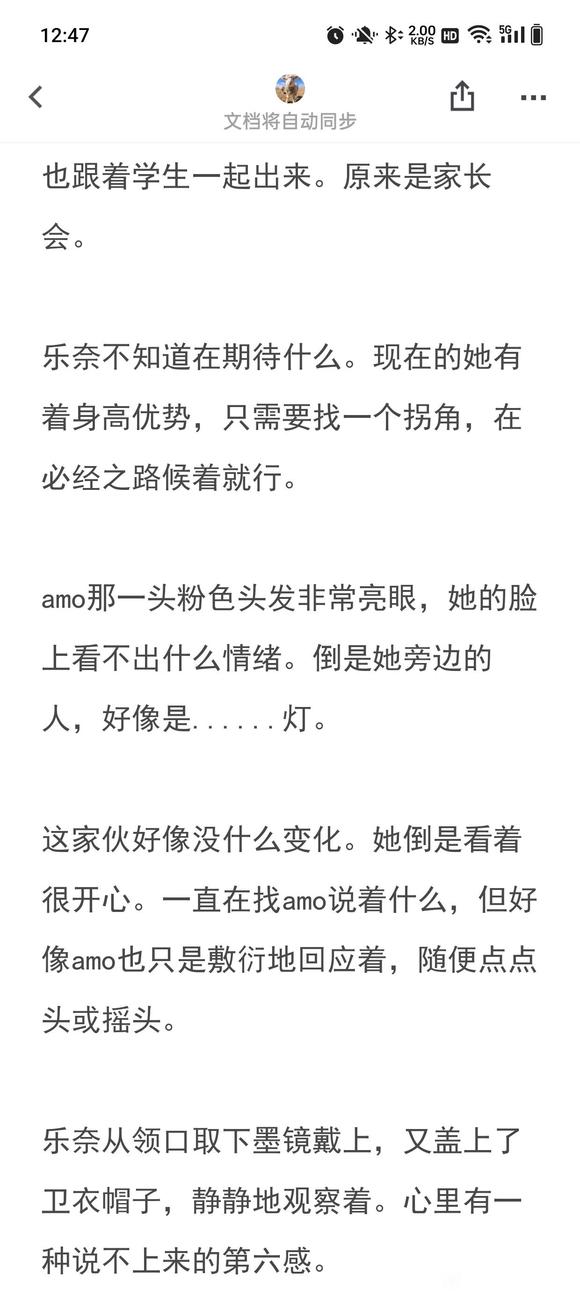 12:47
2.00
KB/S
HD
5G
文档将自动同步
也跟着学生一起出来。原来是家长
会。
乐奈不知道在期待什么。现在的她有
着身高优势，只需要找一个拐角，在
必经之路候着就行。
amo那一头粉色头发非常亮眼，她的脸
上看不出什么情绪。倒是她旁边的
人，好像是......灯。
这家伙好像没什么变化。她倒是看着
很开心。一直在找amo说着什么，但好
像amo也只是敷衍地回应着，随便点点
头或摇头。
乐奈从领口取下墨镜戴上，又盖上了
卫衣帽子，静静地观察着。心里有一
种说不上来的第六感。